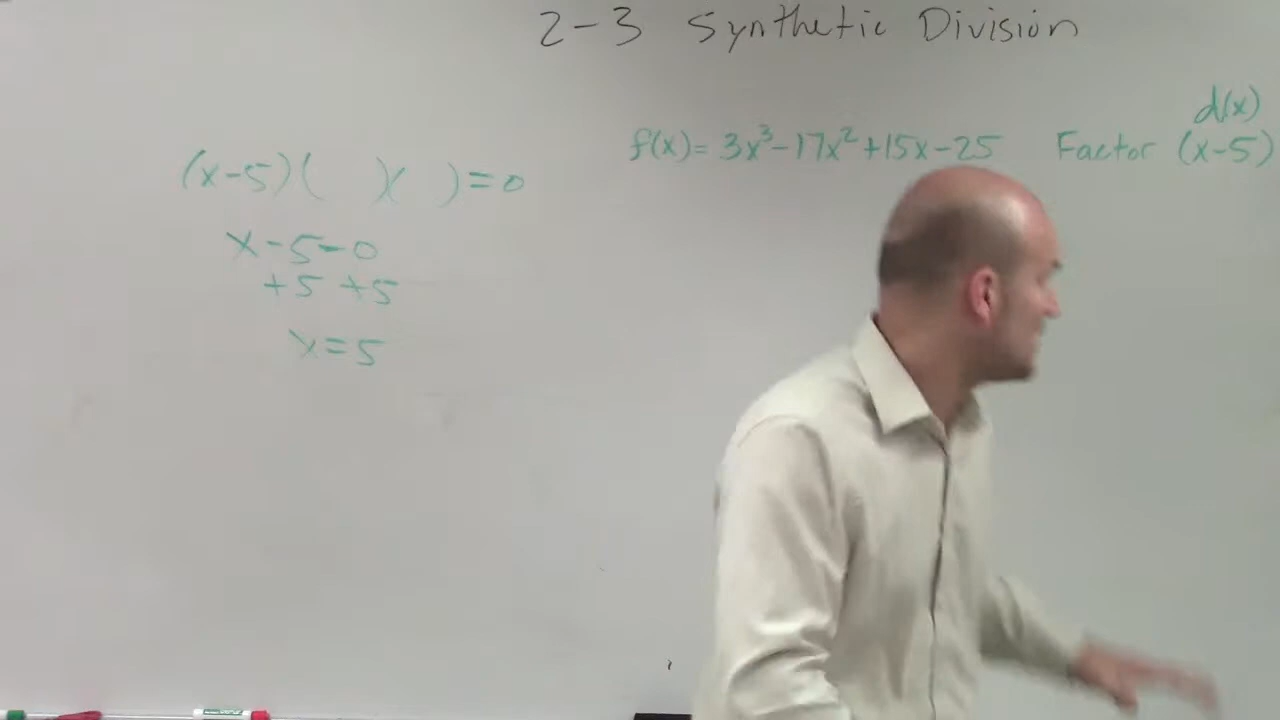 2-3 Synthetic Division
d(x)
f(x)= 3x³-17x²+15x-25 Factor (x-5)
(x-5)( )( )=0
x-5=0
+5 +5
x=5